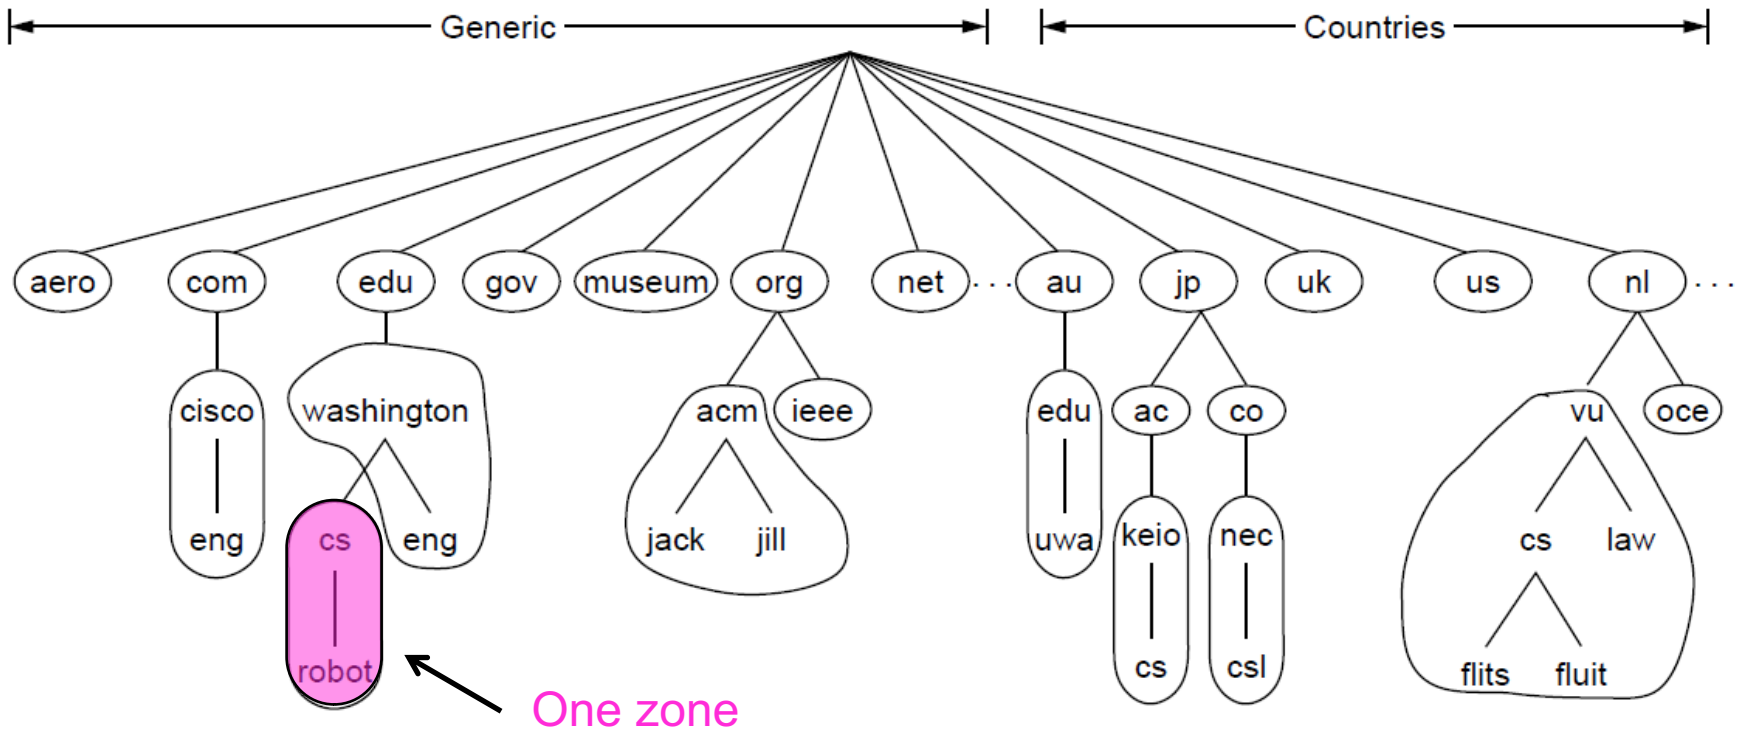 Generic Countries
aero com edu gov museum org net ... au jp uk us nl ...
cisco washington acm ieee edu ac co vu oce
eng cs eng jack jill uwa keio nec cs law
robot cs csl flits fluit
One zone